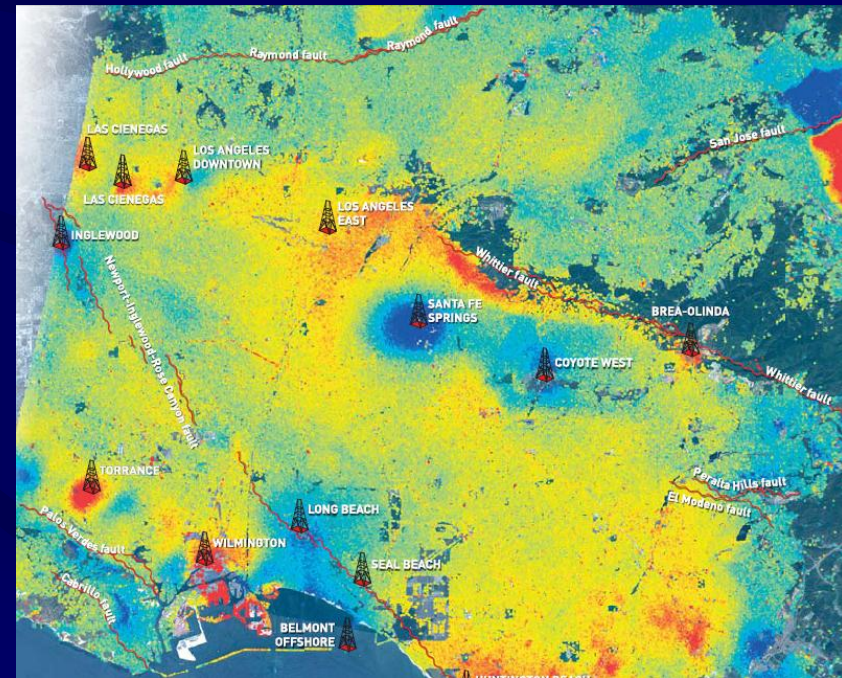 Hollywood fault
Raymond fault
Raymond fault
San Jose fault
LAS CIENEGAS
LOS ANGELES
DOWNTOWN
LAS CIENEGAS
LOS ANGELES
EAST
INGLEWOOD
Whittier fault
Newport-Inglewood-Rose Canyon fault
SANTA FE
SPRINGS
BREA-OLINDA
COYOTE WEST
Whittier fault
TORRANCE
Peralta Hills fault
El Modeno fault
LONG BEACH
Palos Verdes fault
WILMINGTON
SEAL BEACH
Cabrillo fault
BELMONT
OFFSHORE
HUNTINGTON BEACH